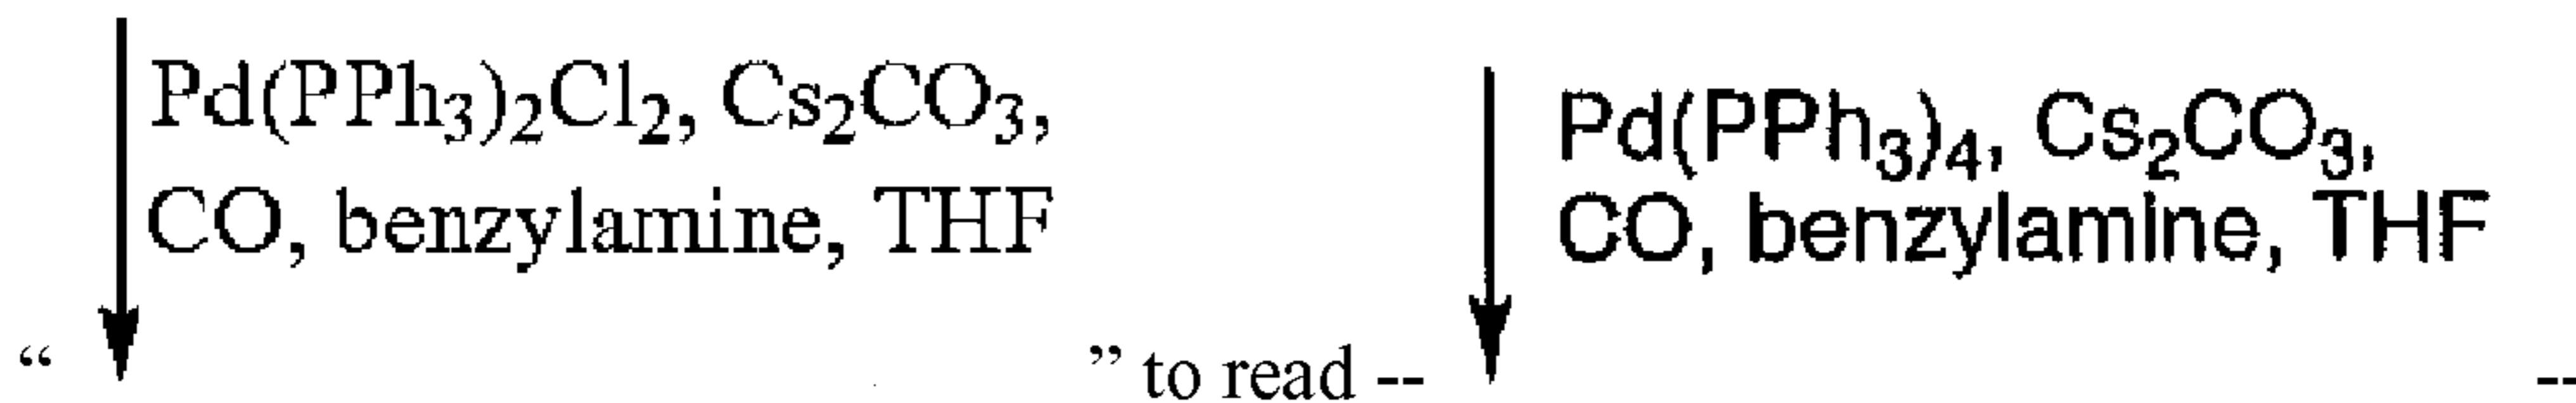 Pd(PPh₃)₂Cl₂, Cs₂CO₃,
CO, benzylamine, THF
Pd(PPh₃)₄, Cs₂CO₃,
CO, benzylamine, THF
“ ” to read -- --